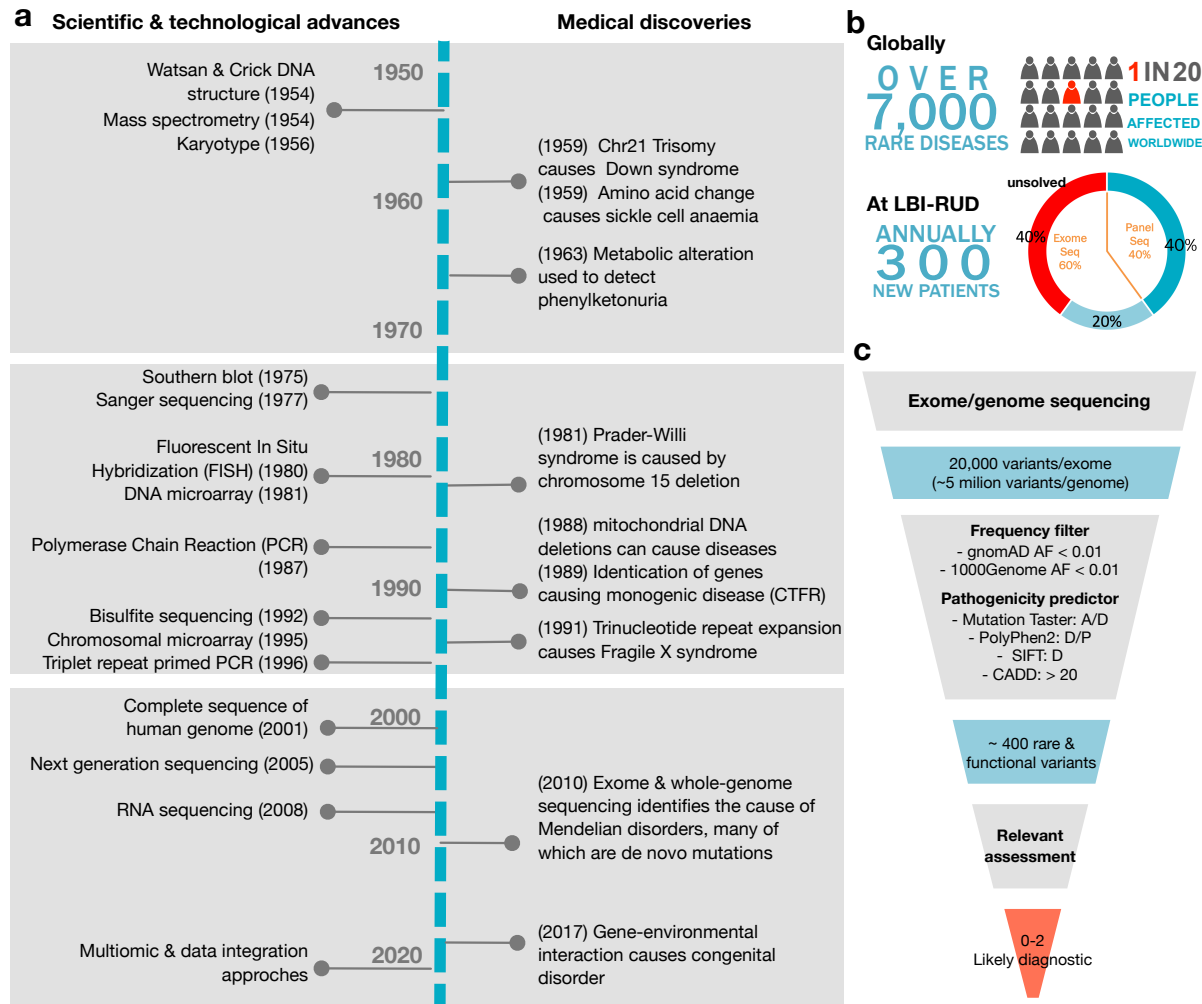 a
Scientific & technological advances
Medical discoveries
1950
Watsan & Crick DNA
structure (1954)
Mass spectrometry (1954)
Karyotype (1956)
(1959) Chr21 Trisomy
causes Down syndrome
(1959) Amino acid change
causes sickle cell anaemia
1960
(1963) Metabolic alteration
used to detect
phenylketonuria
1970
Southern blot (1975)
Sanger sequencing (1977)
Fluorescent In Situ
Hybridization (FISH) (1980)
DNA microarray (1981)
1980
(1981) Prader-Willi
syndrome is caused by
chromosome 15 deletion
Polymerase Chain Reaction (PCR)
(1987)
(1988) mitochondrial DNA
deletions can cause diseases
(1989) Identication of genes
causing monogenic disease (CTFR)
1990
Bisulfite sequencing (1992)
Chromosomal microarray (1995)
Triplet repeat primed PCR (1996)
(1991) Trinucleotide repeat expansion
causes Fragile X syndrome
Complete sequence of
human genome (2001)
2000
Next generation sequencing (2005)
RNA sequencing (2008)
(2010) Exome & whole-genome
sequencing identifies the cause of
Mendelian disorders, many of
which are de novo mutations
2010
(2017) Gene-environmental
interaction causes congenital
disorder
Multiomic & data integration
approches
2020
b
Globally
OVER
7,000
RARE DISEASES
1 IN 20
PEOPLE
AFFECTED
WORLDWIDE
At LBI-RUD
ANNUALLY
300
NEW PATIENTS
unsolved
40%
Exome
Seq
60%
Panel
Seq
40%
40%
20%
c
Exome/genome sequencing
20,000 variants/exome
(~5 milion variants/genome)
Frequency filter
- gnomAD AF < 0.01
- 1000Genome AF < 0.01
Pathogenicity predictor
- Mutation Taster: A/D
- PolyPhen2: D/P
- SIFT: D
- CADD: > 20
~ 400 rare &
functional variants
Relevant
assessment
0-2
Likely diagnostic